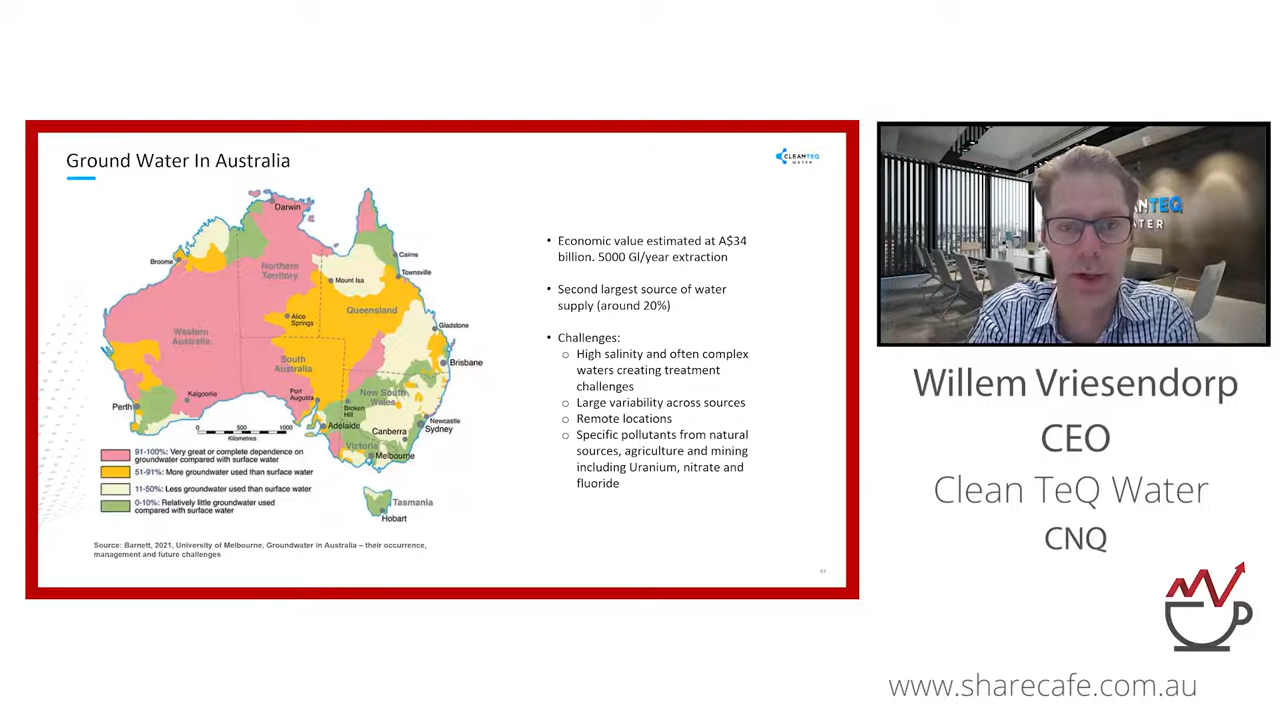 Ground Water In Australia
CLEANTEQ
WATER
Darwin
Broome
Northern
Territory
Cairns
Townsville
Mount Isa
Queensland
Alice
Springs
Western
Australia
Gladstone
South
Australia
Brisbane
Port
Augusta
Kalgoorlie
New South
Wales
Broken
Hill
Perth
Newcastle
Sydney
Adelaide
Canberra
Victoria
Melbourne
0 500 1000
Kilometres
Tasmania
Hobart
91-100%: Very great or complete dependence on
groundwater compared with surface water
51-91%: More groundwater used than surface water
11-50%: Less groundwater used than surface water
0-10%: Relatively little groundwater used
compared with surface water
Source: Barnett, 2021, University of Melbourne, Groundwater in Australia – their occurrence,
management and future challenges
• Economic value estimated at A$34
billion. 5000 Gl/year extraction
• Second largest source of water
supply (around 20%)
• Challenges:
o High salinity and often complex
waters creating treatment
challenges
o Large variability across sources
o Remote locations
o Specific pollutants from natural
sources, agriculture and mining
including Uranium, nitrate and
fluoride
ANTEQ
ATER
Willem Vriesendorp
CEO
Clean TeQ Water
CNQ
www.sharecafe.com.au